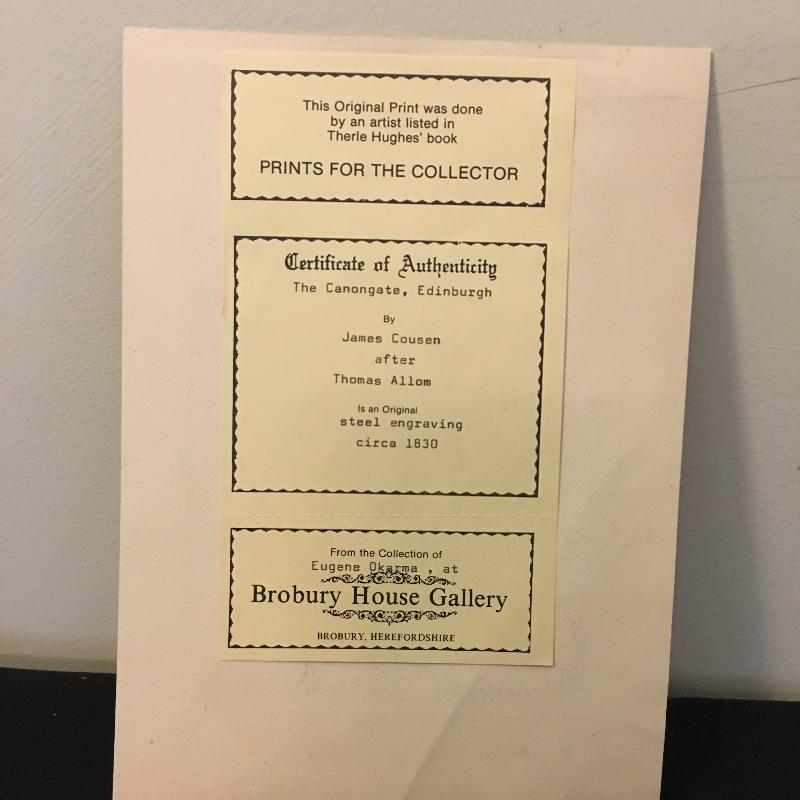 This Original Print was done
by an artist listed in
Therle Hughes' book
PRINTS FOR THE COLLECTOR
Certificate of Authenticity
The Canongate, Edinburgh
By
James Cousen
after
Thomas Allom
Is an Original
steel engraving
circa 1830
From the Collection of
Eugene Okarma , at
Brobury House Gallery
BROBURY, HEREFORDSHIRE